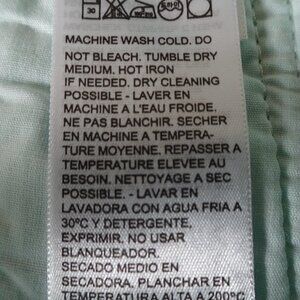 30
MACHINE WASH COLD. DO
NOT BLEACH. TUMBLE DRY
MEDIUM. HOT IRON
IF NEEDED. DRY CLEANING
POSSIBLE - LAVER EN
MACHINE A L'EAU FROIDE.
NE PAS BLANCHIR. SECHER
EN MACHINE A TEMPERA-
TURE MOYENNE. REPASSER A
TEMPERATURE ELEVEE AU
BESOIN. NETTOYAGE A SEC
POSSIBLE. - LAVAR EN
LAVADORA CON AGUA FRIA A
30ºC Y DETERGENTE.
EXPRIMIR. NO USAR
BLANQUEADOR.
SECADO MEDIO EN
SECADORA. PLANCHAR EN
TEMPERATURA ALTA A 200ºC